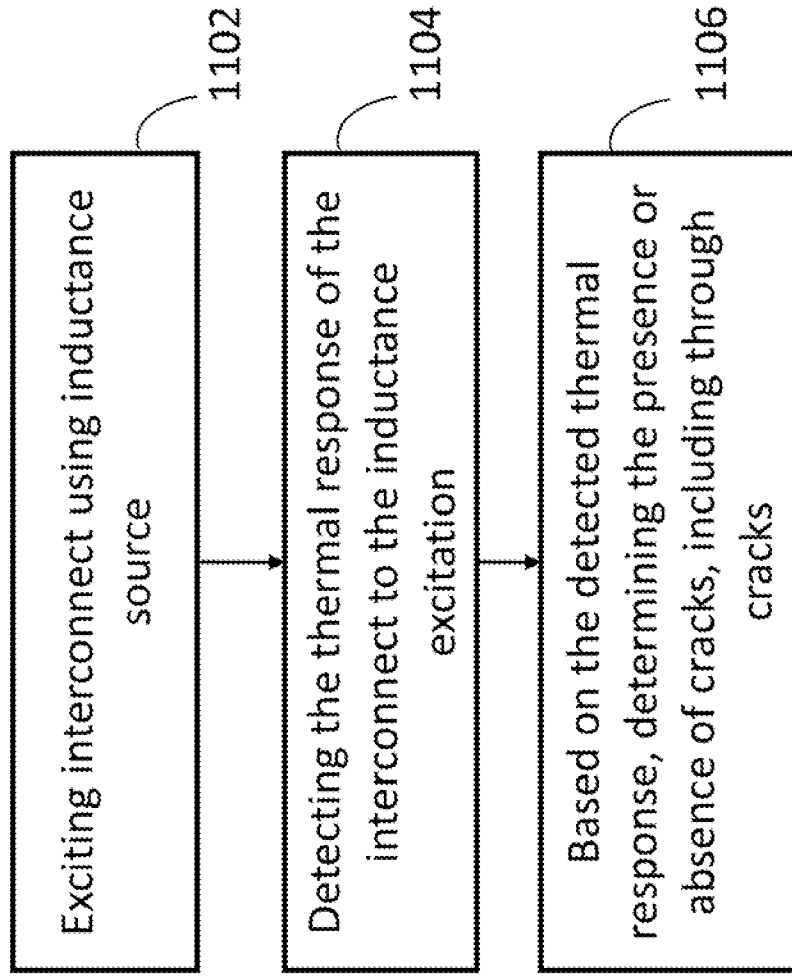 Exciting interconnect using inductance
source
1102
Detecting the thermal response of the
interconnect to the inductance
excitation
1104
Based on the detected thermal
response, determining the presence or
absence of cracks, including through
cracks
1106